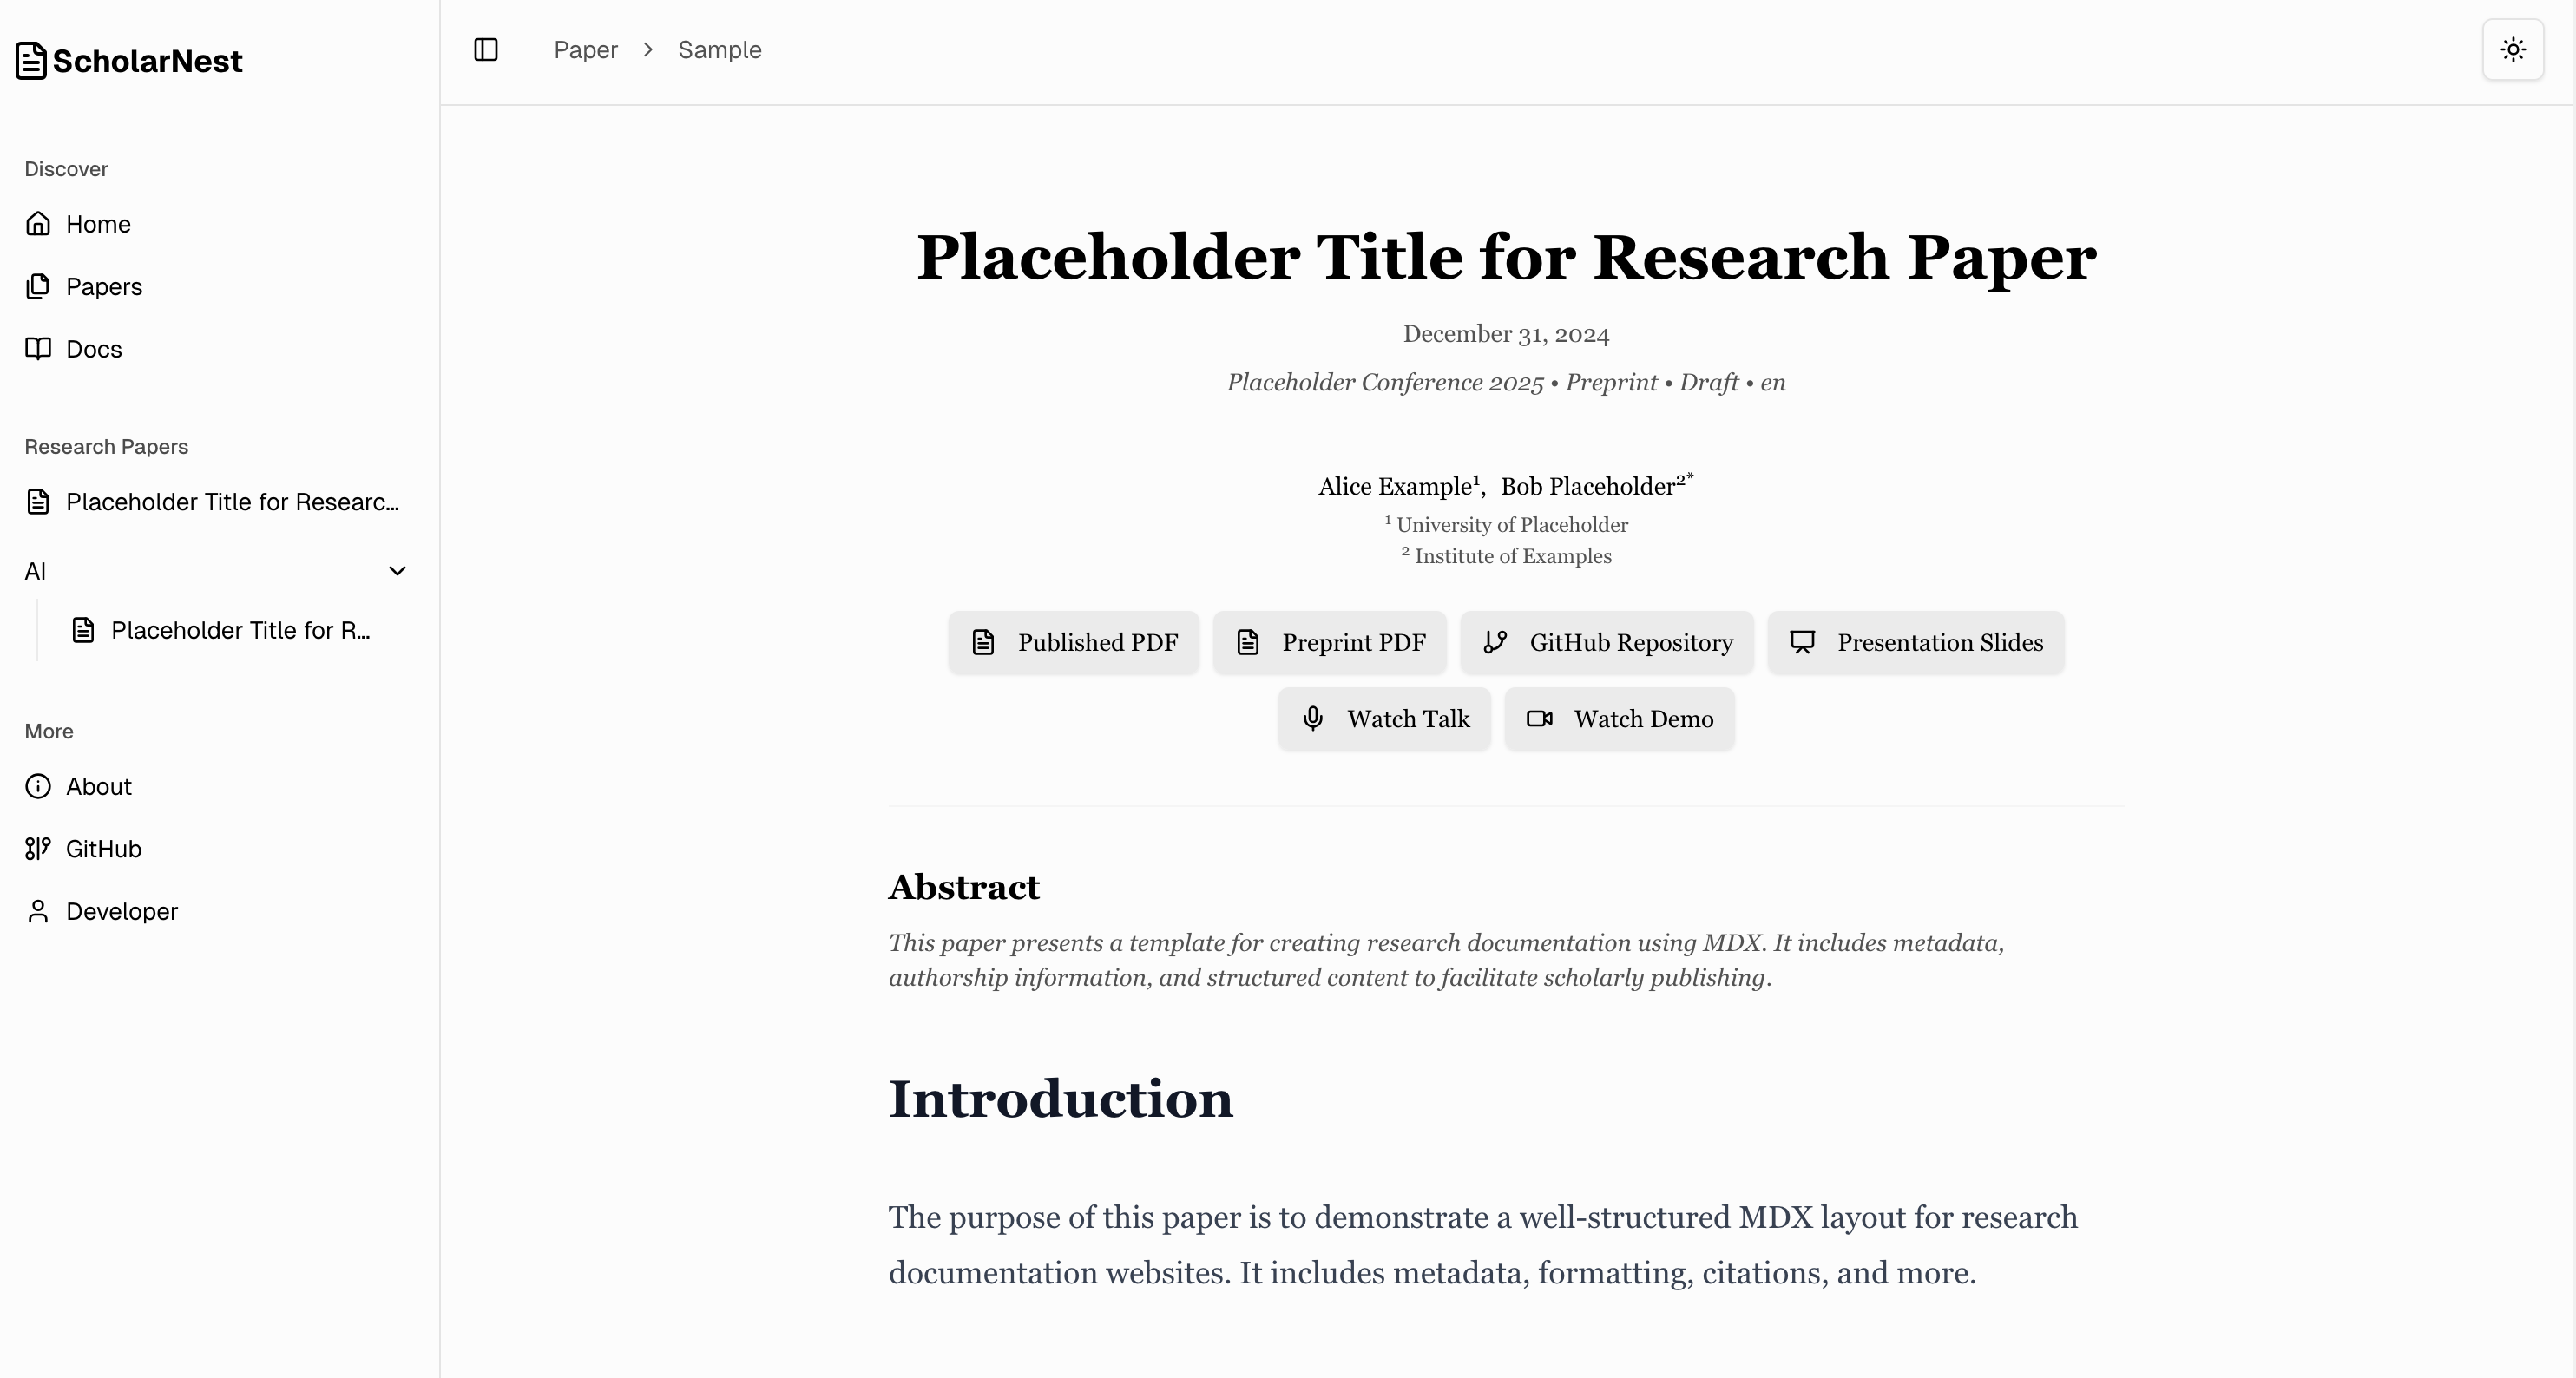 ScholarNest
Discover
Home
Papers
Docs
Research Papers
Placeholder Title for Researc...
AI
Placeholder Title for R...
More
About
GitHub
Developer
Paper
Sample
Placeholder Title for Research Paper
December 31, 2024
Placeholder Conference 2025 • Preprint • Draft • en
Alice Example¹, Bob Placeholder²*
¹ University of Placeholder
² Institute of Examples
Published PDF
Preprint PDF
GitHub Repository
Presentation Slides
Watch Talk
Watch Demo
Abstract
This paper presents a template for creating research documentation using MDX. It includes metadata,
authorship information, and structured content to facilitate scholarly publishing.
Introduction
The purpose of this paper is to demonstrate a well-structured MDX layout for research
documentation websites. It includes metadata, formatting, citations, and more.